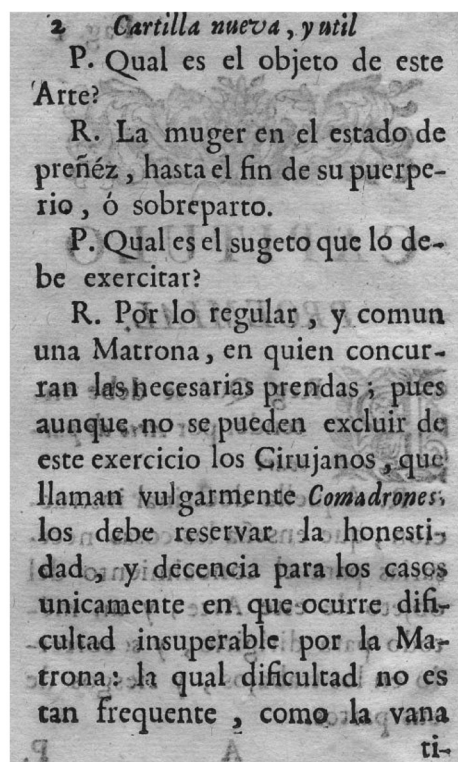 2 Cartilla nueva, y util
P. Qual es el objeto de este
Arte?
R. La muger en el estado de
preñéz, hasta el fin de su puerpe-
rio, ó sobreparto.
P. Qual es el sugeto que lo de-
be exercitar?
R. Por lo regular, y comun
una Matrona, en quien concur-
ran las necesarias prendas; pues
aunque no se pueden excluir de
este exercicio los Cirujanos, que
llaman vulgarmente Comadrones,
los debe reservar la honesti-
dad, y decencia para los casos
unicamente en que ocurre difi-
cultad insuperable por la Ma-
trona: la qual dificultad no es
tan frequente, como la vana
ti-